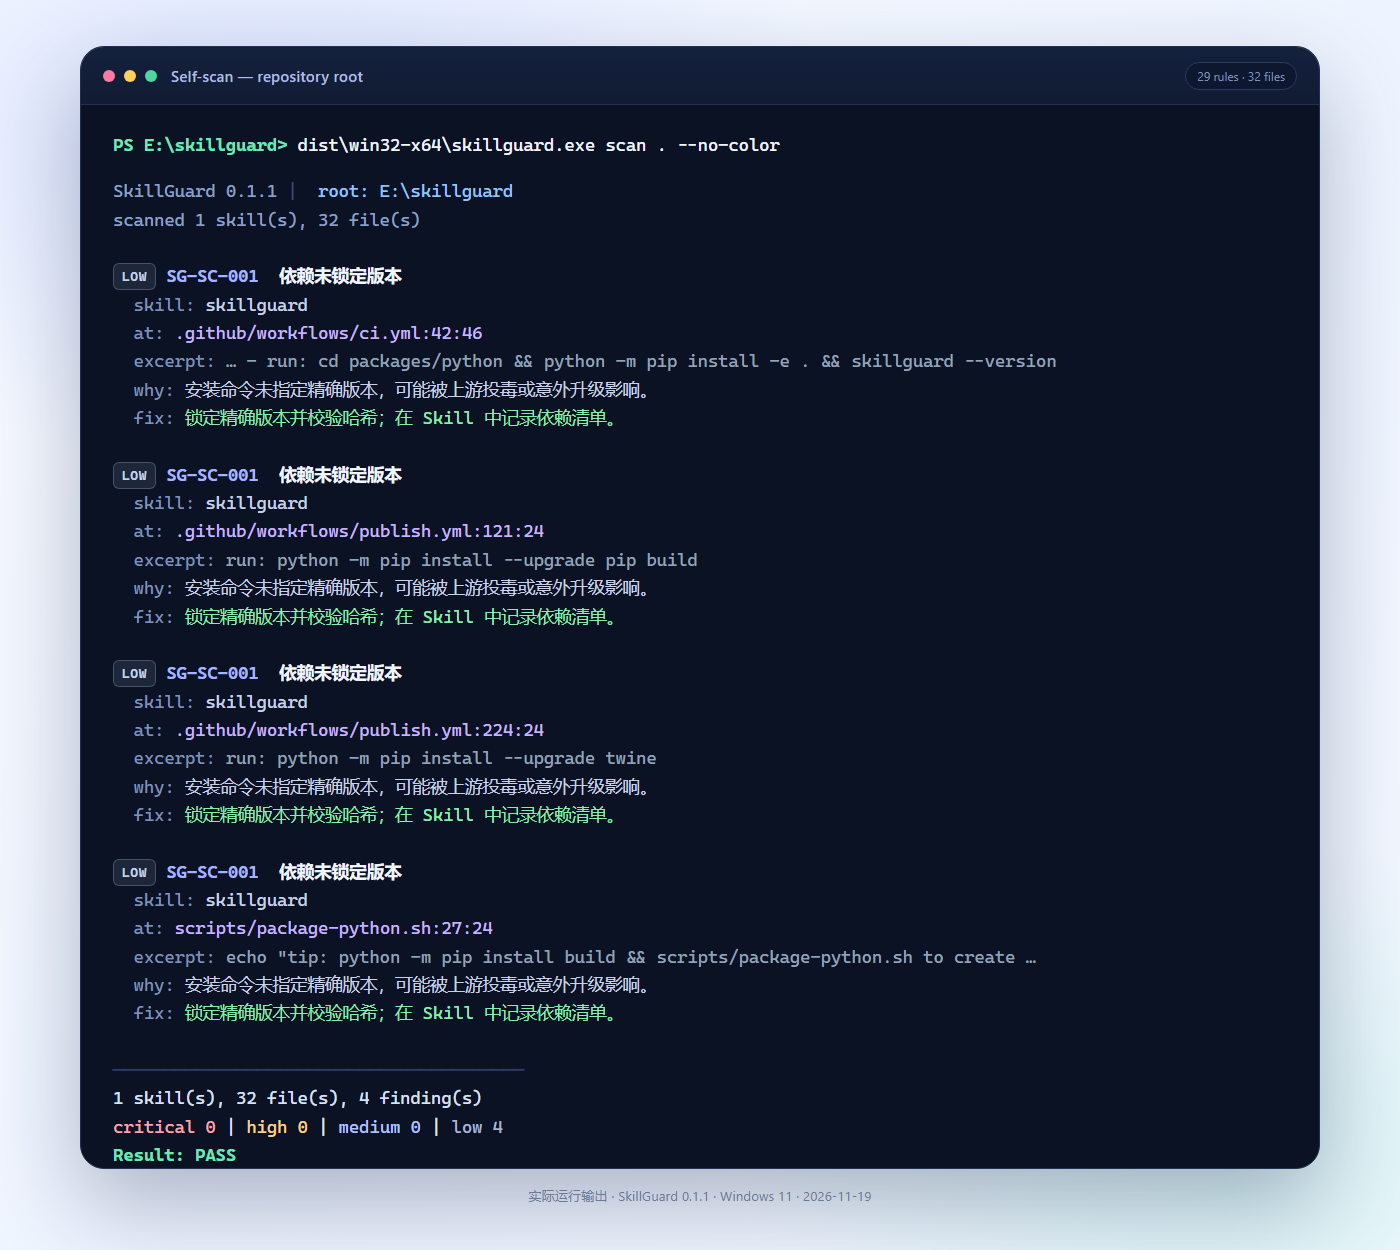 Self-scan — repository root
29 rules · 32 files
PS E:\skillguard> dist\win32-x64\skillguard.exe scan . --no-color
SkillGuard 0.1.1 | root: E:\skillguard
scanned 1 skill(s), 32 file(s)
LOW SG-SC-001 依赖未锁定版本
skill: skillguard
at: .github/workflows/ci.yml:42:46
excerpt: … - run: cd packages/python && python -m pip install -e . && skillguard --version
why: 安装命令未指定精确版本，可能被上游投毒或意外升级影响。
fix: 锁定精确版本并校验哈希；在 Skill 中记录依赖清单。
LOW SG-SC-001 依赖未锁定版本
skill: skillguard
at: .github/workflows/publish.yml:121:24
excerpt: run: python -m pip install --upgrade pip build
why: 安装命令未指定精确版本，可能被上游投毒或意外升级影响。
fix: 锁定精确版本并校验哈希；在 Skill 中记录依赖清单。
LOW SG-SC-001 依赖未锁定版本
skill: skillguard
at: .github/workflows/publish.yml:224:24
excerpt: run: python -m pip install --upgrade twine
why: 安装命令未指定精确版本，可能被上游投毒或意外升级影响。
fix: 锁定精确版本并校验哈希；在 Skill 中记录依赖清单。
LOW SG-SC-001 依赖未锁定版本
skill: skillguard
at: scripts/package-python.sh:27:24
excerpt: echo "tip: python -m pip install build && scripts/package-python.sh to create …
why: 安装命令未指定精确版本，可能被上游投毒或意外升级影响。
fix: 锁定精确版本并校验哈希；在 Skill 中记录依赖清单。
1 skill(s), 32 file(s), 4 finding(s)
critical 0 | high 0 | medium 0 | low 4
Result: PASS
实际运行输出 · SkillGuard 0.1.1 · Windows 11 · 2026-11-19